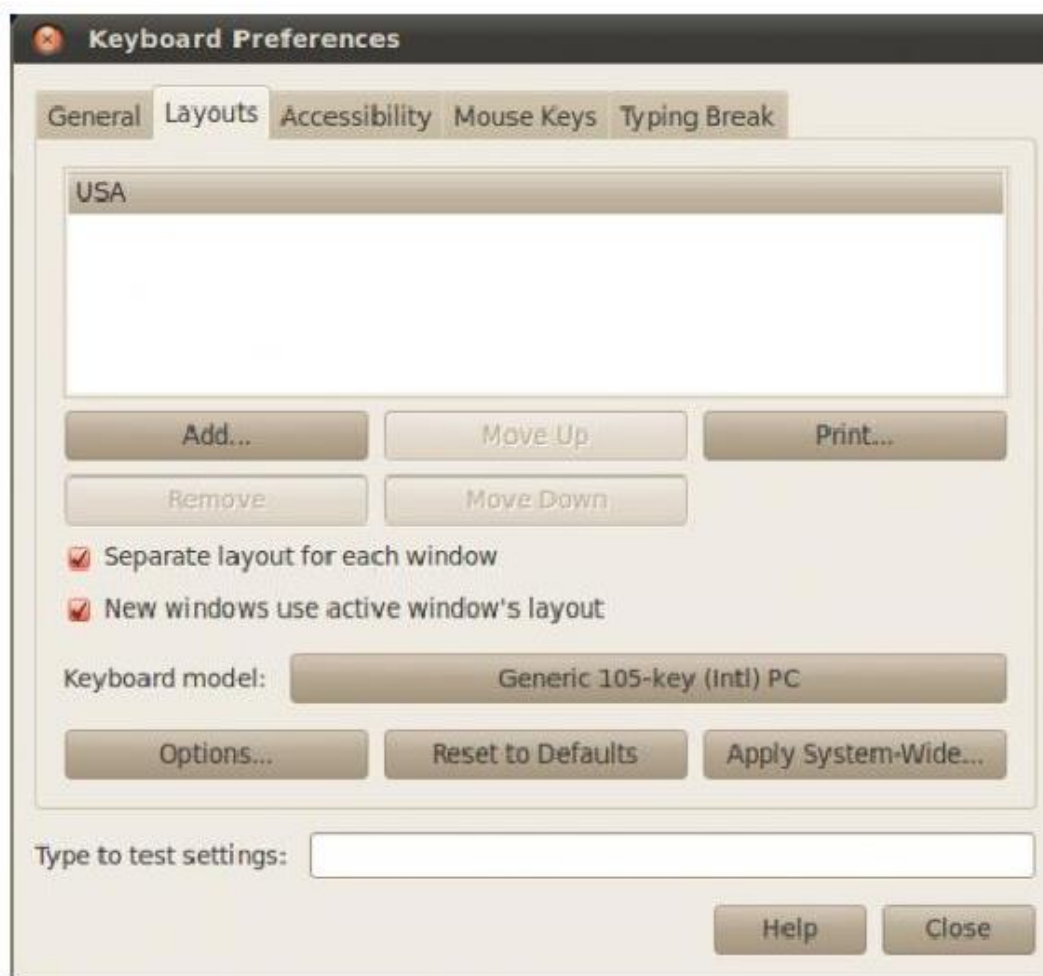 Keyboard Preferences
General Layouts Accessibility Mouse Keys Typing Break
USA
Add... Move Up Print...
Remove Move Down
Separate layout for each window
New windows use active window's layout
Keyboard model: Generic 105-key (Intl) PC
Options... Reset to Defaults Apply System-Wide...
Type to test settings:
Help Close